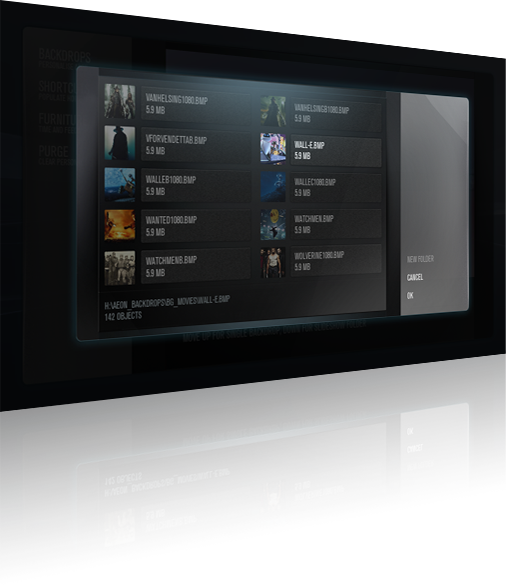 BACKDROPS
VANHELSING1080.BMP
5.9 MB
VANHELSINGB1080.BMP
5.9 MB
VFORVENDETTAB.BMP
5.9 MB
WALL-E.BMP
5.9 MB
WALLEB1080.BMP
5.9 MB
WALLEC1080.BMP
5.9 MB
WANTED1080.BMP
5.9 MB
WATCHMEN.BMP
5.9 MB
WATCHMENB.BMP
5.9 MB
WOLVERINE1080.BMP
5.9 MB
H:\AEON_BACKDROPS\BG_MOVIES\WALL-E.BMP
142 OBJECTS
NEW FOLDER
CANCEL
OK